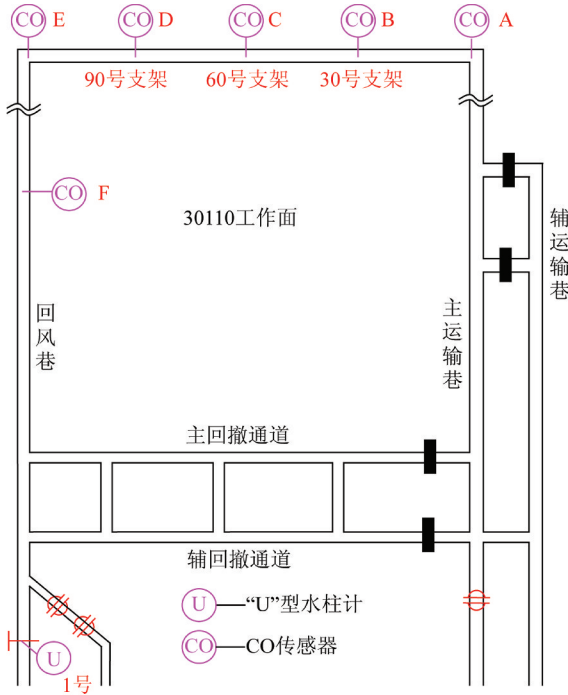 CO E CO D CO C CO B CO A
90号支架 60号支架 30号支架
CO F
30110工作面
辅运输巷
回风巷
主运输巷
主回撤通道
辅回撤通道
U “U”型水柱计
CO CO传感器
U
1号